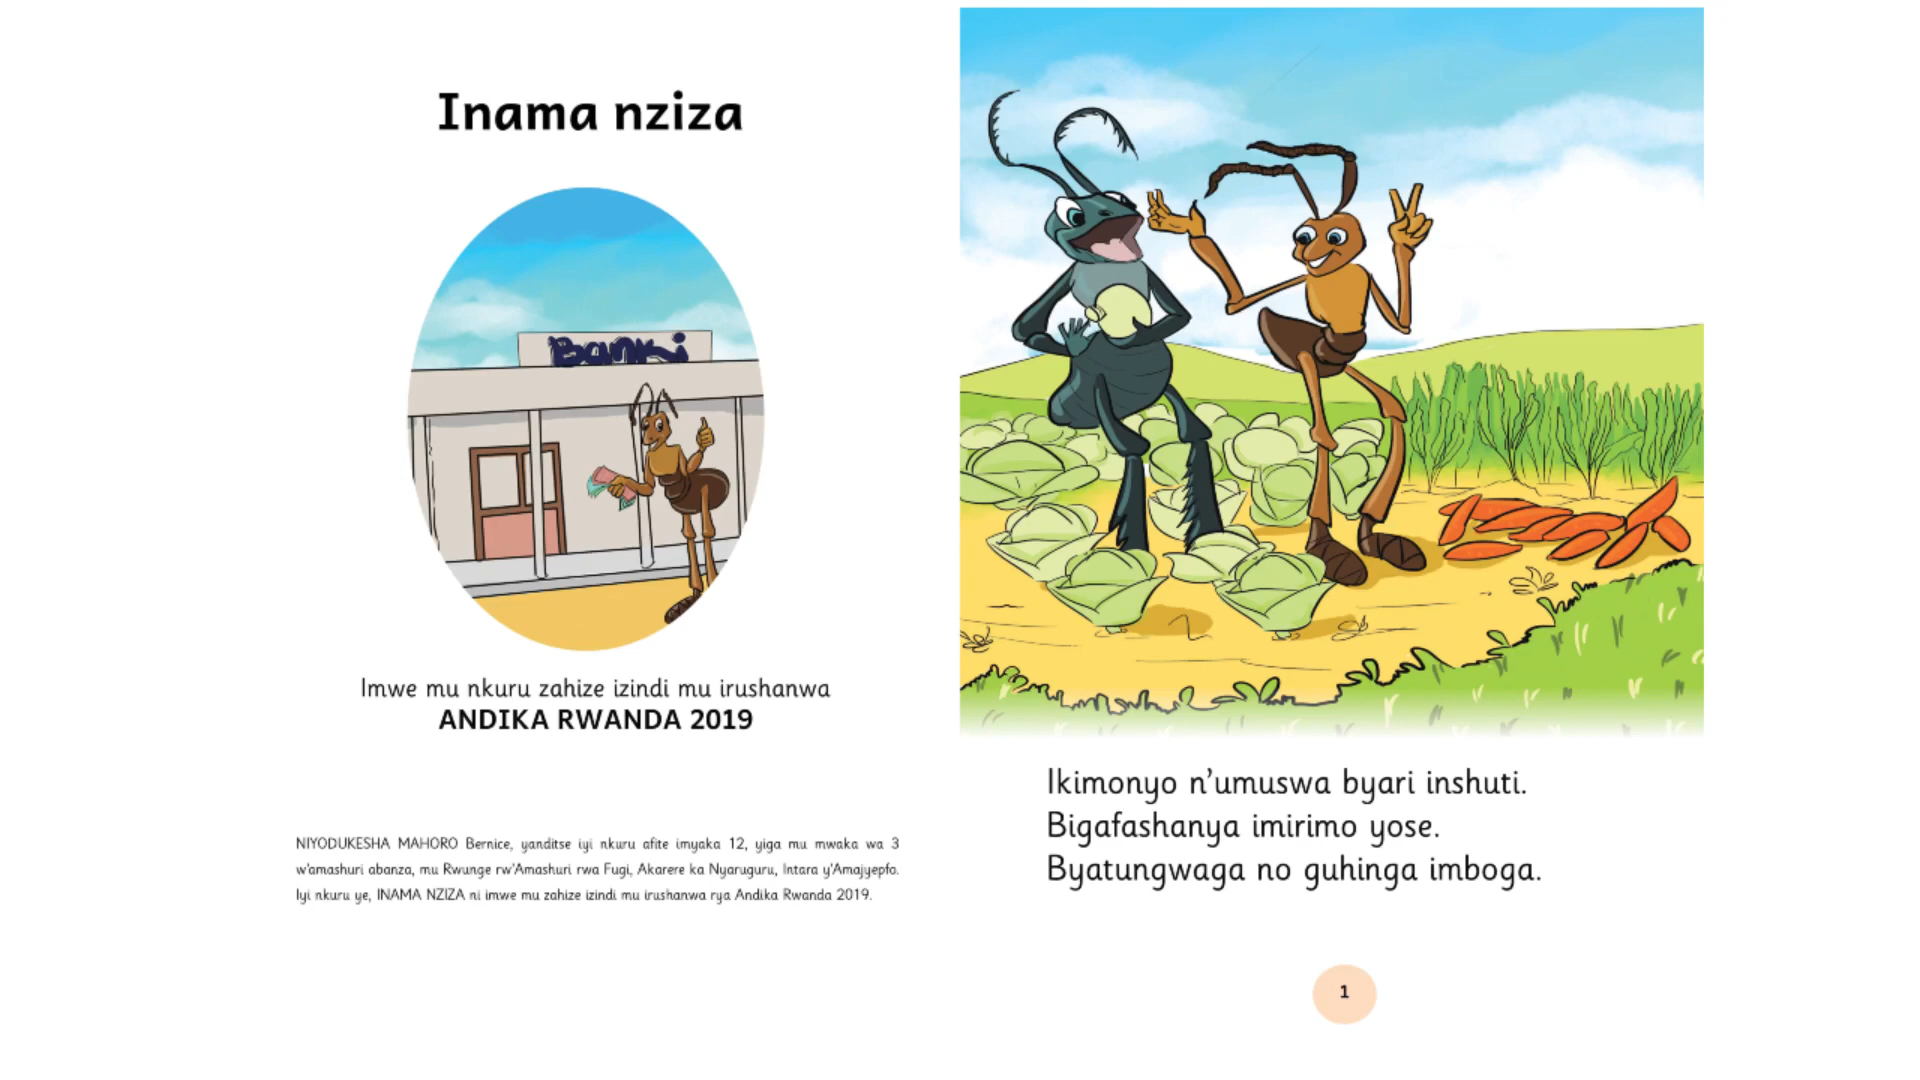 Inama nziza
Banki
Imwe mu nkuru zahize izindi mu irushanwa
ANDIKA RWANDA 2019
NIYODUKESHA MAHORO Bernice, yanditse iyi nkuru afite imyaka 12, yiga mu mwaka wa 3
w'amashuri abanza, mu Rwunge rw'Amashuri rwa Fugi, Akarere ka Nyaruguru, Intara y'Amajyepfo.
Iyi nkuru ye, INAMA NZIZA ni imwe mu zahize izindi mu irushanwa rya Andika Rwanda 2019.
Ikimonyo n'umuswa byari inshuti.
Bigafashanya imirimo yose.
Byatungwaga no guhinga imboga.
1